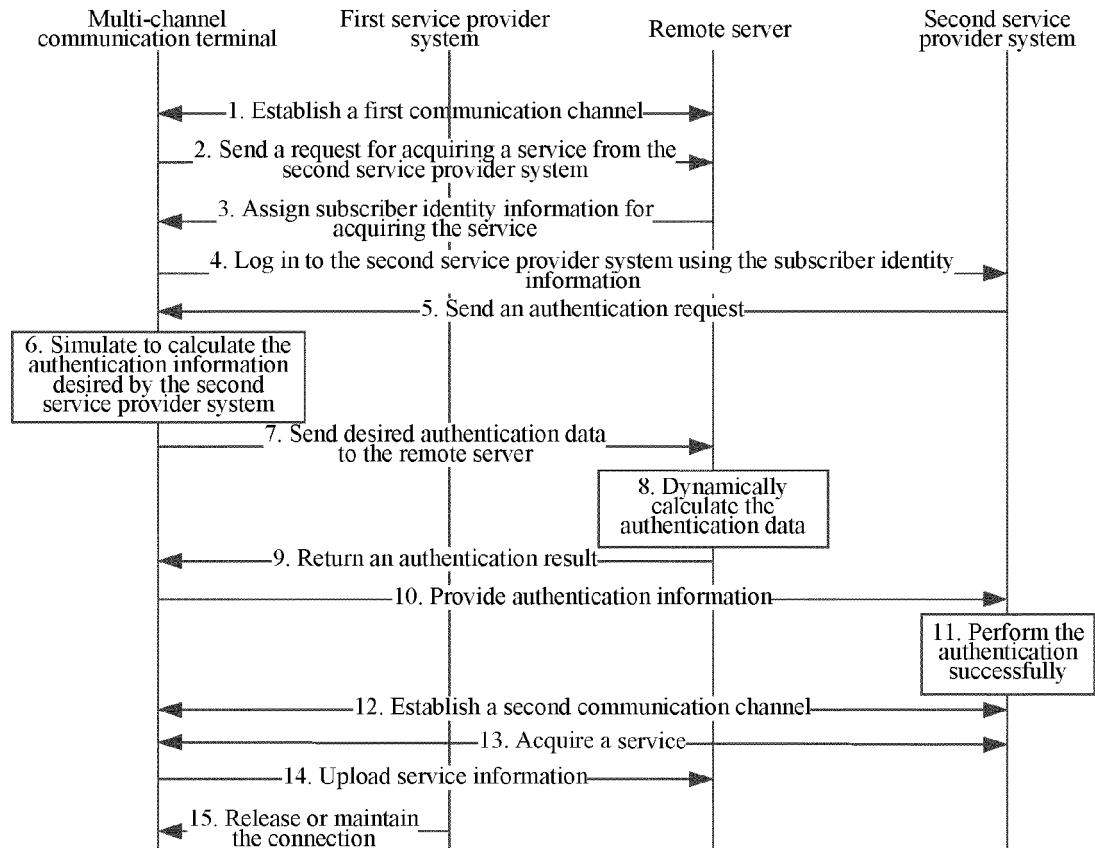 Multi-channel
communication terminal
First service provider
system
Remote server
Second service
provider system
1. Establish a first communication channel
2. Send a request for acquiring a service from the
second service provider system
3. Assign subscriber identity information for
acquiring the service
4. Log in to the second service provider system using the subscriber identity
information
5. Send an authentication request
6. Simulate to calculate the
authentication information
desired by the second
service provider system
7. Send desired authentication data
to the remote server
8. Dynamically
calculate the
authentication data
9. Return an authentication result
10. Provide authentication information
11. Perform the
authentication
successfully
12. Establish a second communication channel
13. Acquire a service
14. Upload service information
15. Release or maintain
the connection